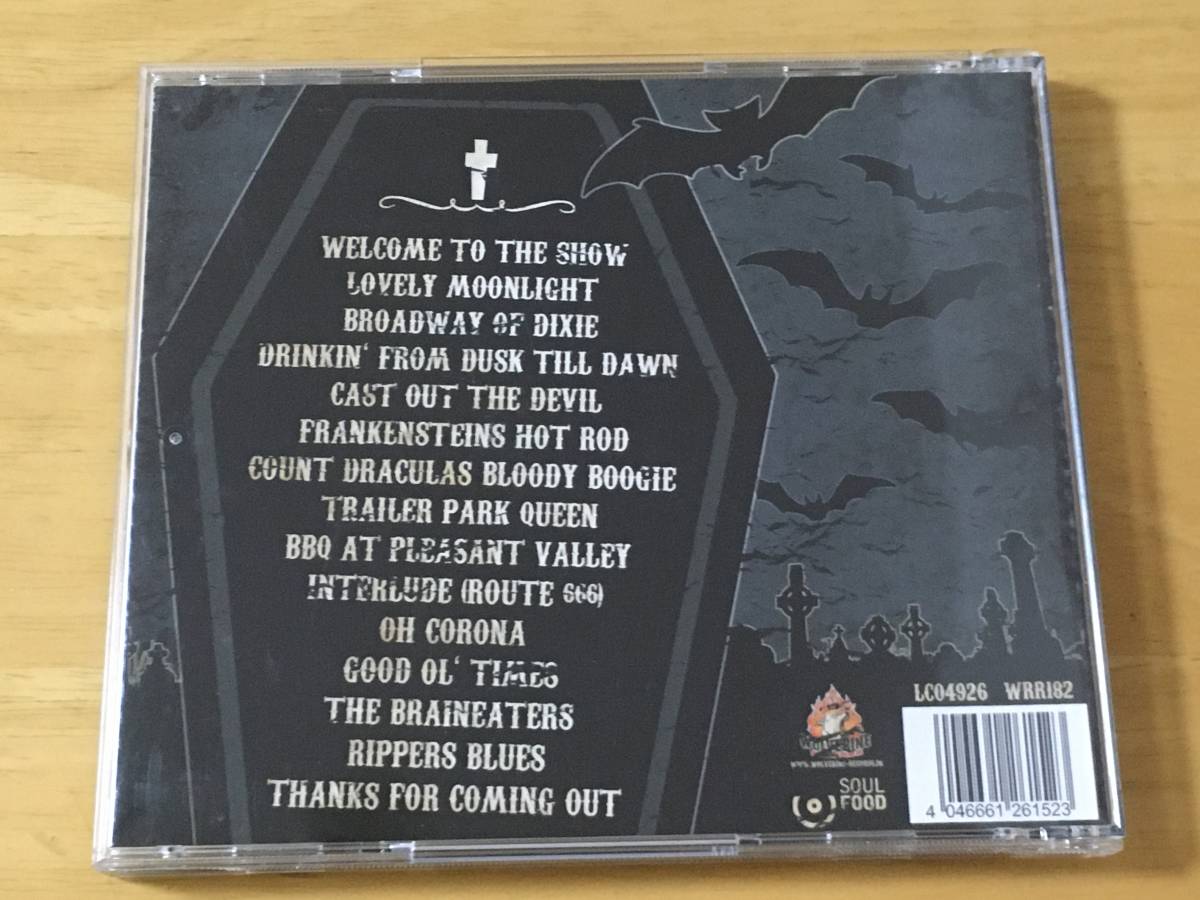 WELCOME TO THE SHOW
LOVELY MOONLIGHT
BROADWAY OF DIXIE
DRINKIN' FROM DUSK TILL DAWN
CAST OUT THE DEVIL
FRANKENSTEINS HOT ROD
COUNT DRACULAS BLOODY BOOGIE
TRAILER PARK QUEEN
BBQ AT PLEASANT VALLEY
INTERLUDE (ROUTE 666)
OH CORONA
GOOD OL' TIMES
THE BRAINEATERS
RIPPERS BLUES
THANKS FOR COMING OUT
LC04926 WRR182
WOLVERINE
SOUL
FOOD
4 046661 261523